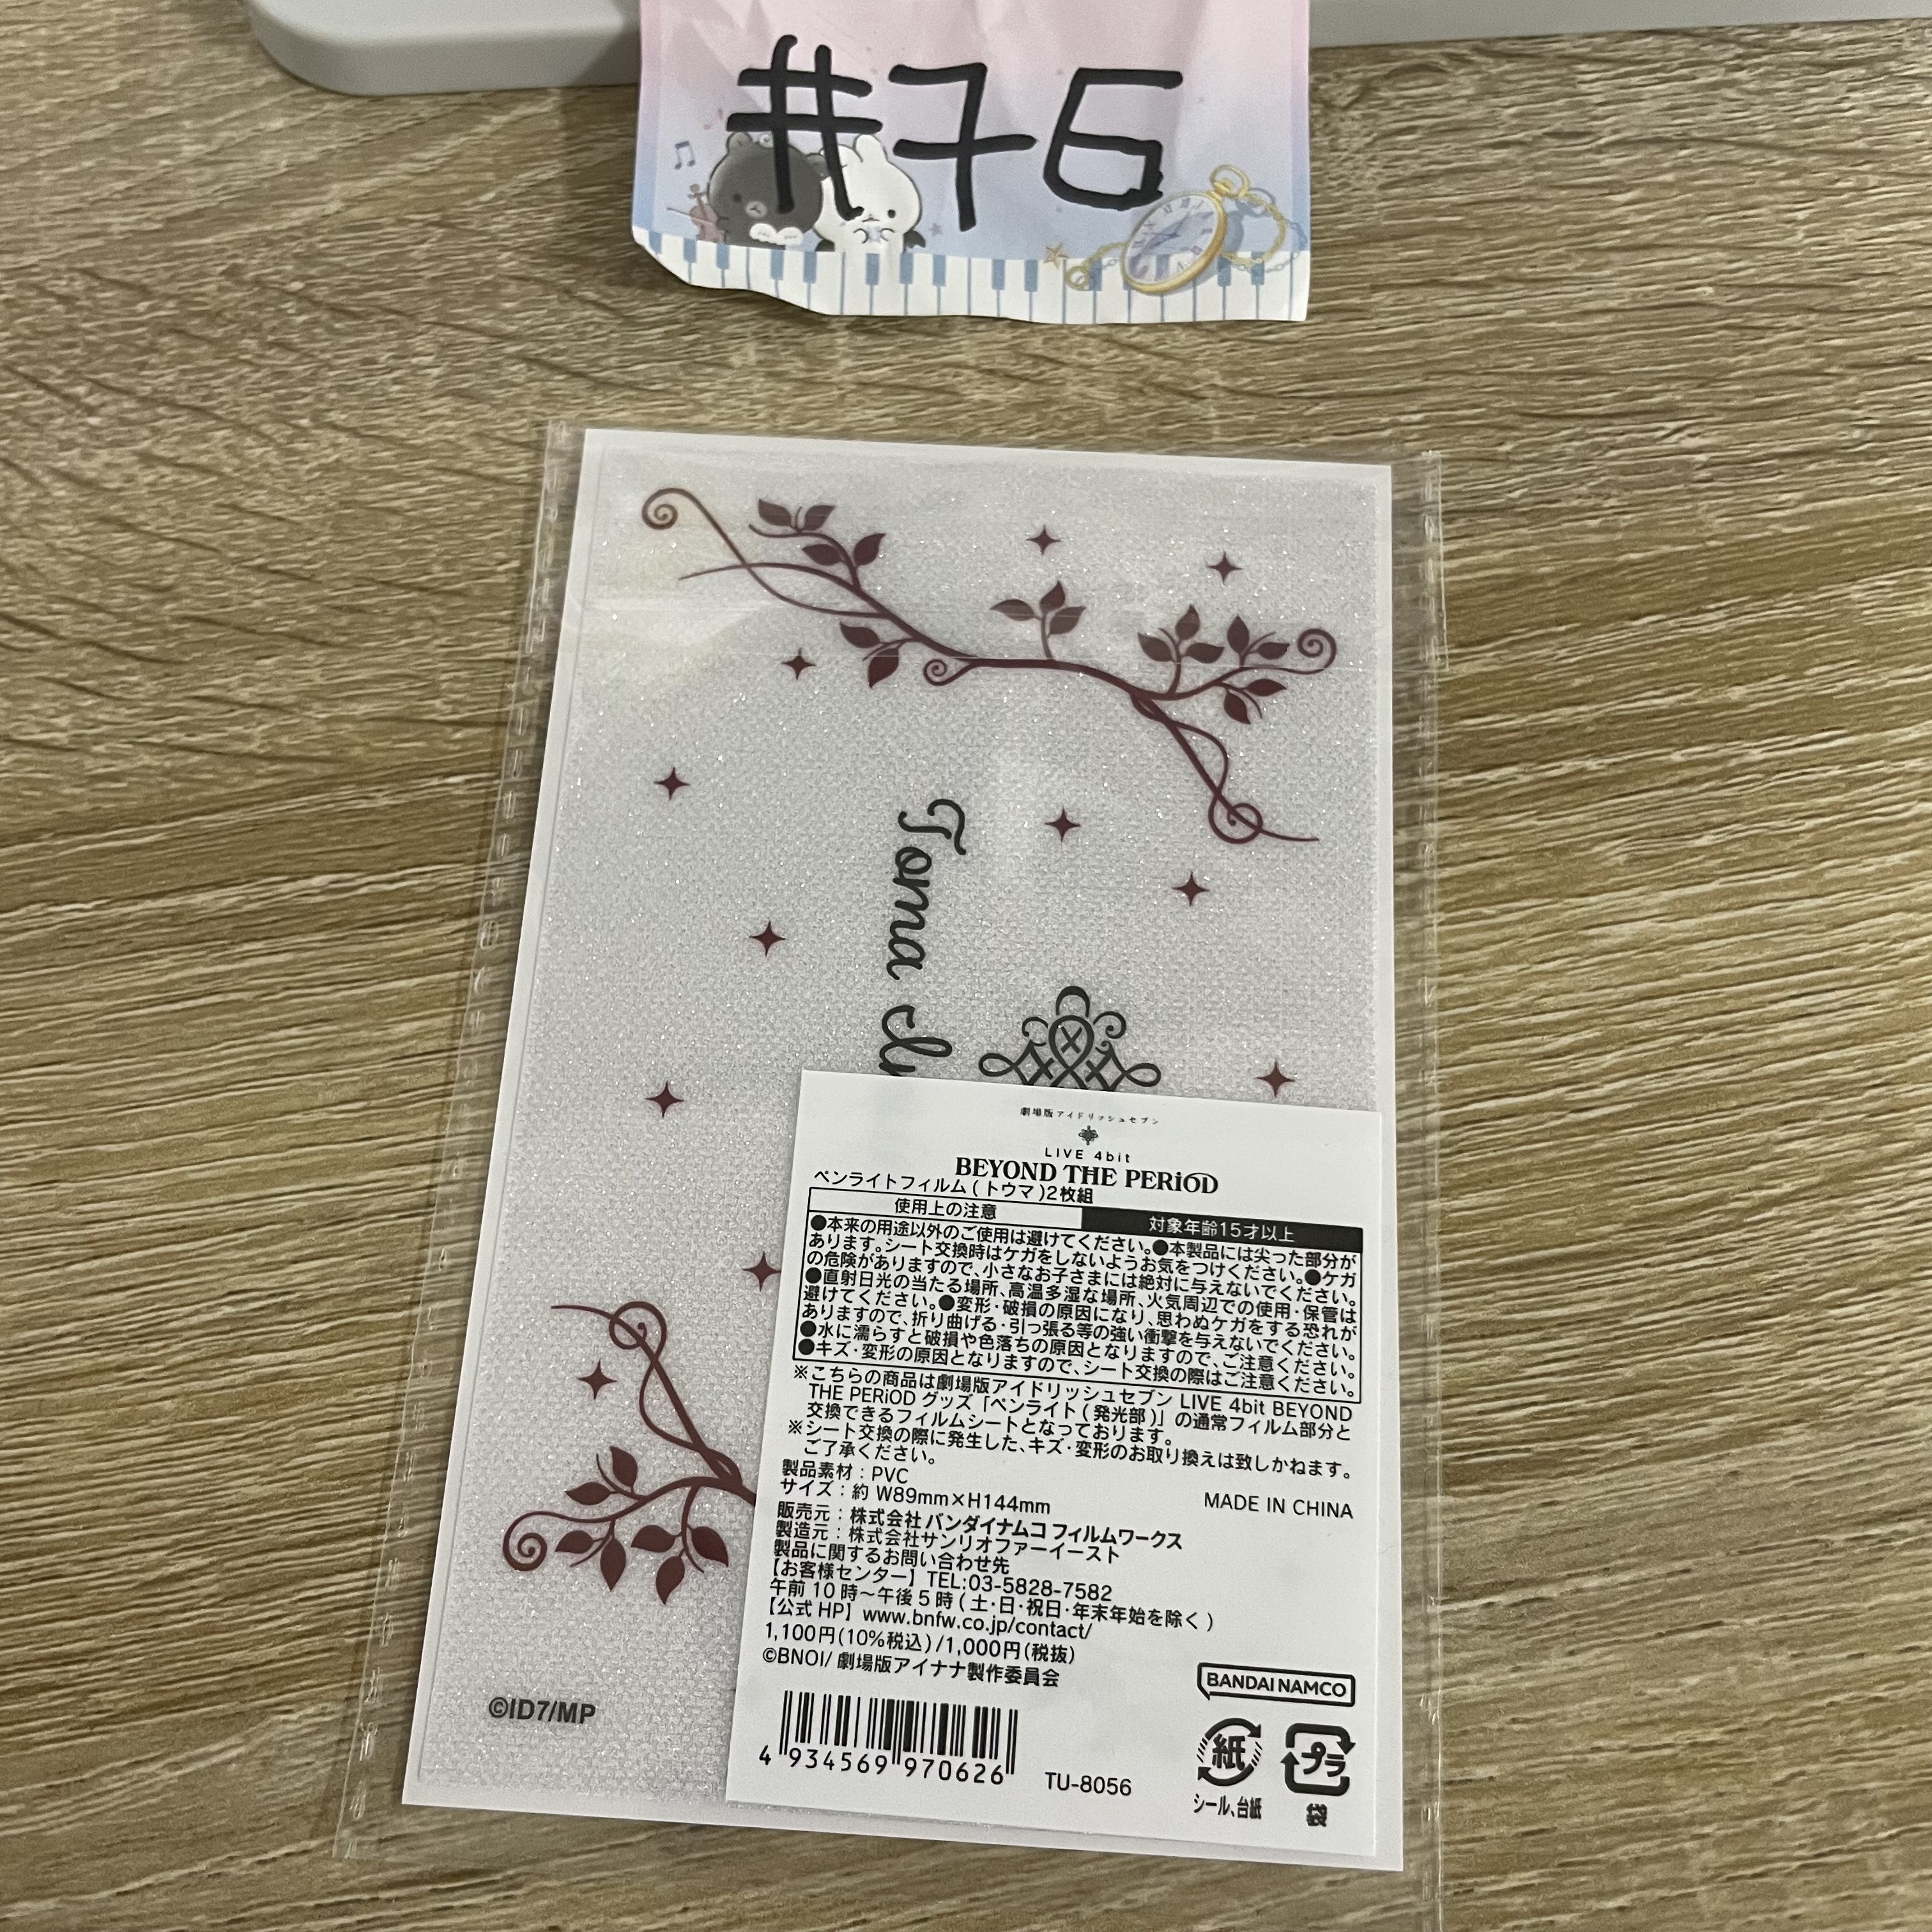 #76
Toma
劇場版アイドリッシュセブン
LIVE 4bit
BEYOND THE PERiOD
ペンライトフィルム(トウマ)2枚組
使用上の注意
対象年齢15才以上
●本来の用途以外のご使用は避けてください。●本製品には尖った部分が
あります。シート交換時はケガをしないようお気をつけください。●ケガ
の危険がありますので、小さなお子さまには絶対に与えないでください。
●直射日光の当たる場所、高温多湿な場所、火気周辺での使用・保管は
避けてください。●変形・破損の原因になり、思わぬケガをする恐れが
ありますので、折り曲げる・引っ張る等の強い衝撃を与えないでください。
●水に濡らすと破損や色落ちの原因となりますので、ご注意ください。
●キズ・変形の原因となりますので、シート交換の際はご注意ください。
※こちらの商品は劇場版アイドリッシュセブン LIVE 4bit BEYOND
THE PERiOD グッズ「ペンライト(発光部)」の通常フィルム部分と
交換できるフィルムシートとなっております。
※シート交換の際に発生した、キズ・変形のお取り換えは致しかねます。
ご了承ください。
製品素材：PVC
サイズ：約 W89mm×H144mm
MADE IN CHINA
販売元：株式会社 バンダイナムコ フィルムワークス
製造元：株式会社サンリオファーイースト
製品に関するお問い合わせ先
【お客様センター】TEL:03-5828-7582
午前10時〜午後5時(土・日・祝日・年末年始を除く)
【公式HP】www.bnfw.co.jp/contact/
1,100円(10%税込)/1,000円(税抜)
©BNOI/劇場版アイナナ製作委員会
BANDAI NAMCO
4 934569 970626
TU-8056
紙
シール、台紙
プラ
袋
©ID7/MP